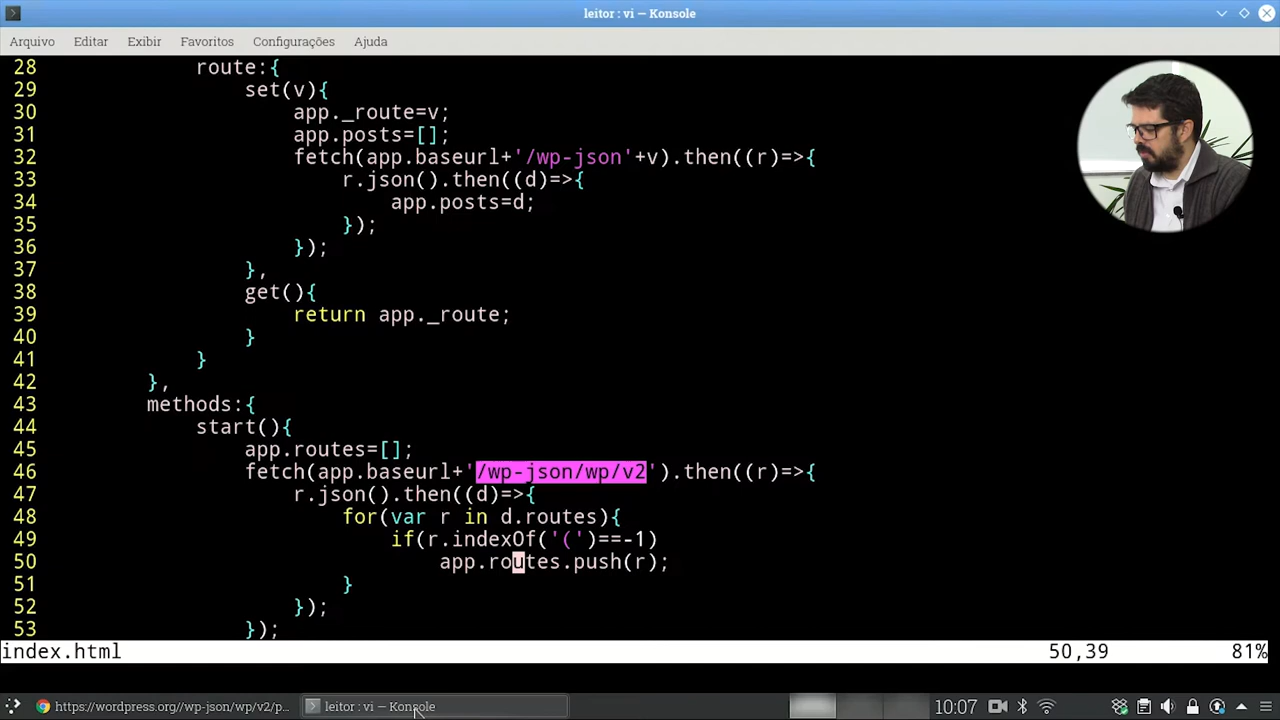 leitor : vi — Konsole
Arquivo Editar Exibir Favoritos Configurações Ajuda
28 route:{
29 set(v){
30 app._route=v;
31 app.posts=[];
32 fetch(app.baseurl+'/wp-json'+v).then((r)=>{
33 r.json().then((d)=>{
34 app.posts=d;
35 });
36 });
37 },
38 get(){
39 return app._route;
40 }
41 }
42 },
43 methods:{
44 start(){
45 app.routes=[];
46 fetch(app.baseurl+'/wp-json/wp/v2').then((r)=>{
47 r.json().then((d)=>{
48 for(var r in d.routes){
49 if(r.indexOf('(')==-1)
50 app.routes.push(r);
51 }
52 });
53 });
index.html 50,39 81%
https://wordpress.org//wp-json/wp/v2/p... leitor : vi — Konsole 10:07